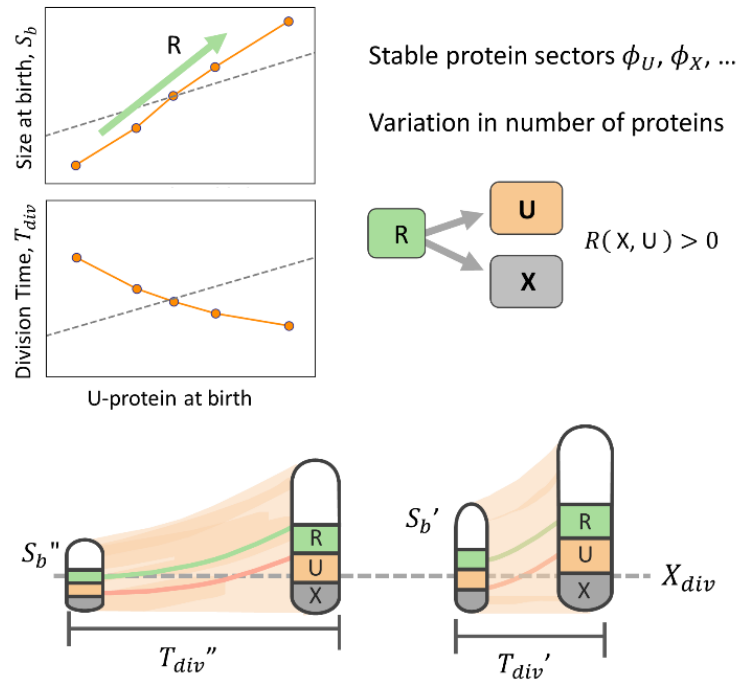 Size at birth, S_b
R
Stable protein sectors ϕ_U, ϕ_X, ...
Variation in number of proteins
R
U
X
R(X, U) > 0
Division Time, T_div
U-protein at birth
S_b"
R
U
X
S_b'
R
U
X
X_div
T_div"
T_div'